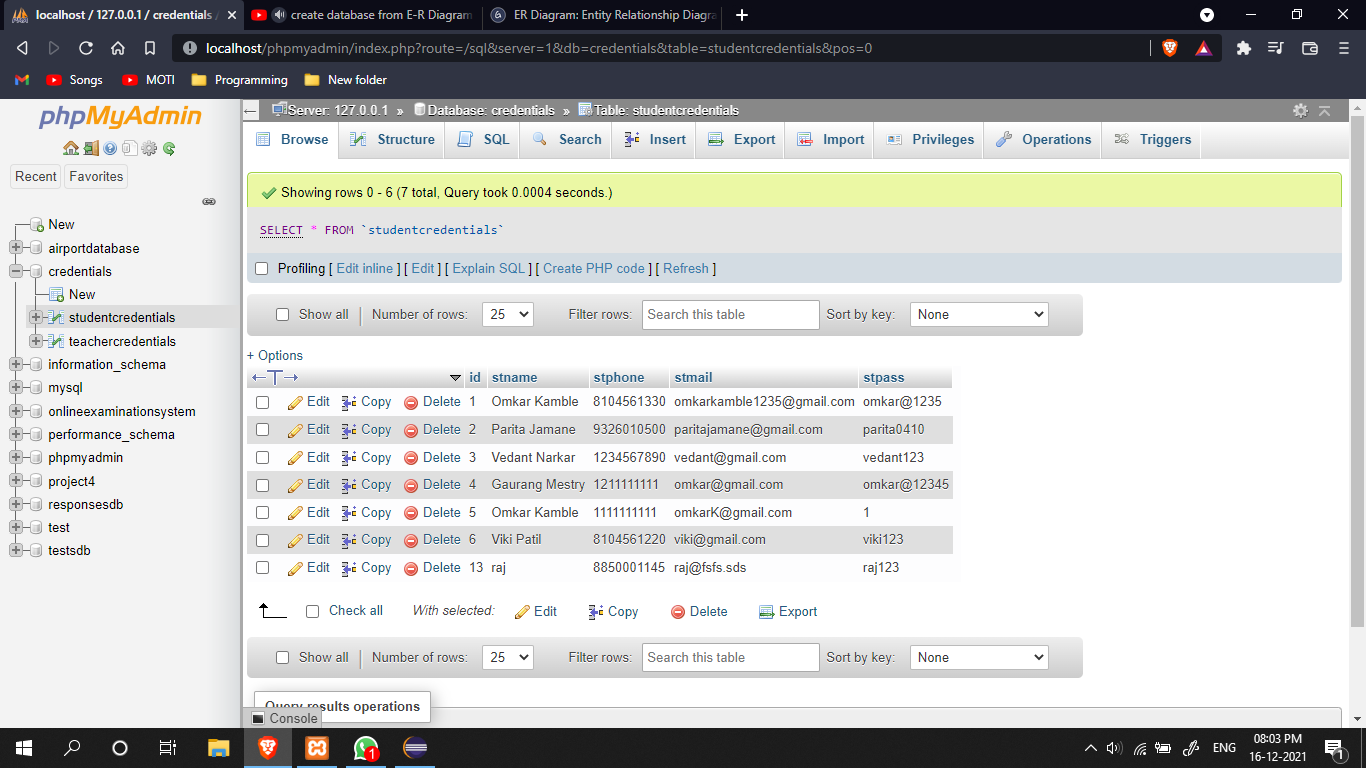 localhost / 127.0.0.1 / credentials /
create database from E-R Diagram
ER Diagram: Entity Relationship Diagra
localhost/phpmyadmin/index.php?route=/sql&server=1&db=credentials&table=studentcredentials&pos=0
Songs MOTI Programming New folder
phpMyAdmin
Recent Favorites
New
airportdatabase
credentials
New
studentcredentials
teachercredentials
information_schema
mysql
onlineexaminationsystem
performance_schema
phpmyadmin
project4
responsesdb
test
testsdb
Server: 127.0.0.1 » Database: credentials » Table: studentcredentials
Browse Structure SQL Search Insert Export Import Privileges Operations Triggers
Showing rows 0 - 6 (7 total, Query took 0.0004 seconds.)
SELECT * FROM `studentcredentials`
Profiling [ Edit inline ] [ Edit ] [ Explain SQL ] [ Create PHP code ] [ Refresh ]
Show all | Number of rows: 25 Filter rows: Search this table Sort by key: None
+ Options
←T→ id stname stphone stmail stpass
Edit Copy Delete 1 Omkar Kamble 8104561330 omkarkamble1235@gmail.com omkar@1235
Edit Copy Delete 2 Parita Jamane 9326010500 paritajamane@gmail.com parita0410
Edit Copy Delete 3 Vedant Narkar 1234567890 vedant@gmail.com vedant123
Edit Copy Delete 4 Gaurang Mestry 1211111111 omkar@gmail.com omkar@12345
Edit Copy Delete 5 Omkar Kamble 1111111111 omkarK@gmail.com 1
Edit Copy Delete 6 Viki Patil 8104561220 viki@gmail.com viki123
Edit Copy Delete 13 raj 8850001145 raj@fsfs.sds raj123
Check all With selected: Edit Copy Delete Export
Show all | Number of rows: 25 Filter rows: Search this table Sort by key: None
Query results operations
Console
1
ENG
08:03 PM
16-12-2021
1